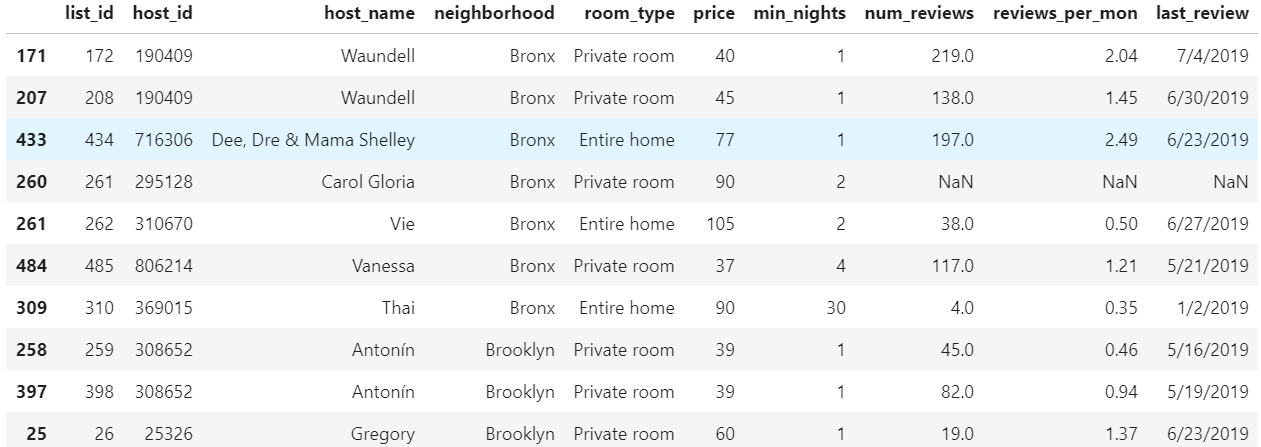 list_id host_id host_name neighborhood room_type price min_nights num_reviews reviews_per_mon last_review
171 172 190409 Waundell Bronx Private room 40 1 219.0 2.04 7/4/2019
207 208 190409 Waundell Bronx Private room 45 1 138.0 1.45 6/30/2019
433 434 716306 Dee, Dre & Mama Shelley Bronx Entire home 77 1 197.0 2.49 6/23/2019
260 261 295128 Carol Gloria Bronx Private room 90 2 NaN NaN NaN
261 262 310670 Vie Bronx Entire home 105 2 38.0 0.50 6/27/2019
484 485 806214 Vanessa Bronx Private room 37 4 117.0 1.21 5/21/2019
309 310 369015 Thai Bronx Entire home 90 30 4.0 0.35 1/2/2019
258 259 308652 Antonín Brooklyn Private room 39 1 45.0 0.46 5/16/2019
397 398 308652 Antonín Brooklyn Private room 39 1 82.0 0.94 5/19/2019
25 26 25326 Gregory Brooklyn Private room 60 1 19.0 1.37 6/23/2019